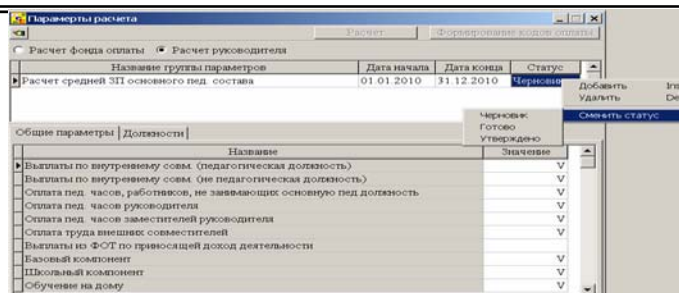 Параметры расчета
Расчет Формирование кодов оплаты
Расчет фонда оплаты Расчет руководителя
Название группы параметров Дата начала Дата конца Статус
Расчет средней ЗП основного пед. состава 01.01.2010 31.12.2010 Черновик
Добавить Ins
Удалить De
Сменить статус
Черновик
Готово
Утверждено
Общие параметры Должности
Название Значение
Выплаты по внутреннему совм. (педагогическая должность) V
Выплаты по внутреннему совм. (не педагогическая должность) V
Оплата пед. часов, работников, не занимающих основную пед должность V
Оплата пед. часов руководителя V
Оплата пед. часов заместителей руководителя V
Оплата труда внешних совместителей V
Выплаты из ФОТ по приносящей доход деятельности
Базовый компонент V
Школьный компонент V
Обучение на дому V